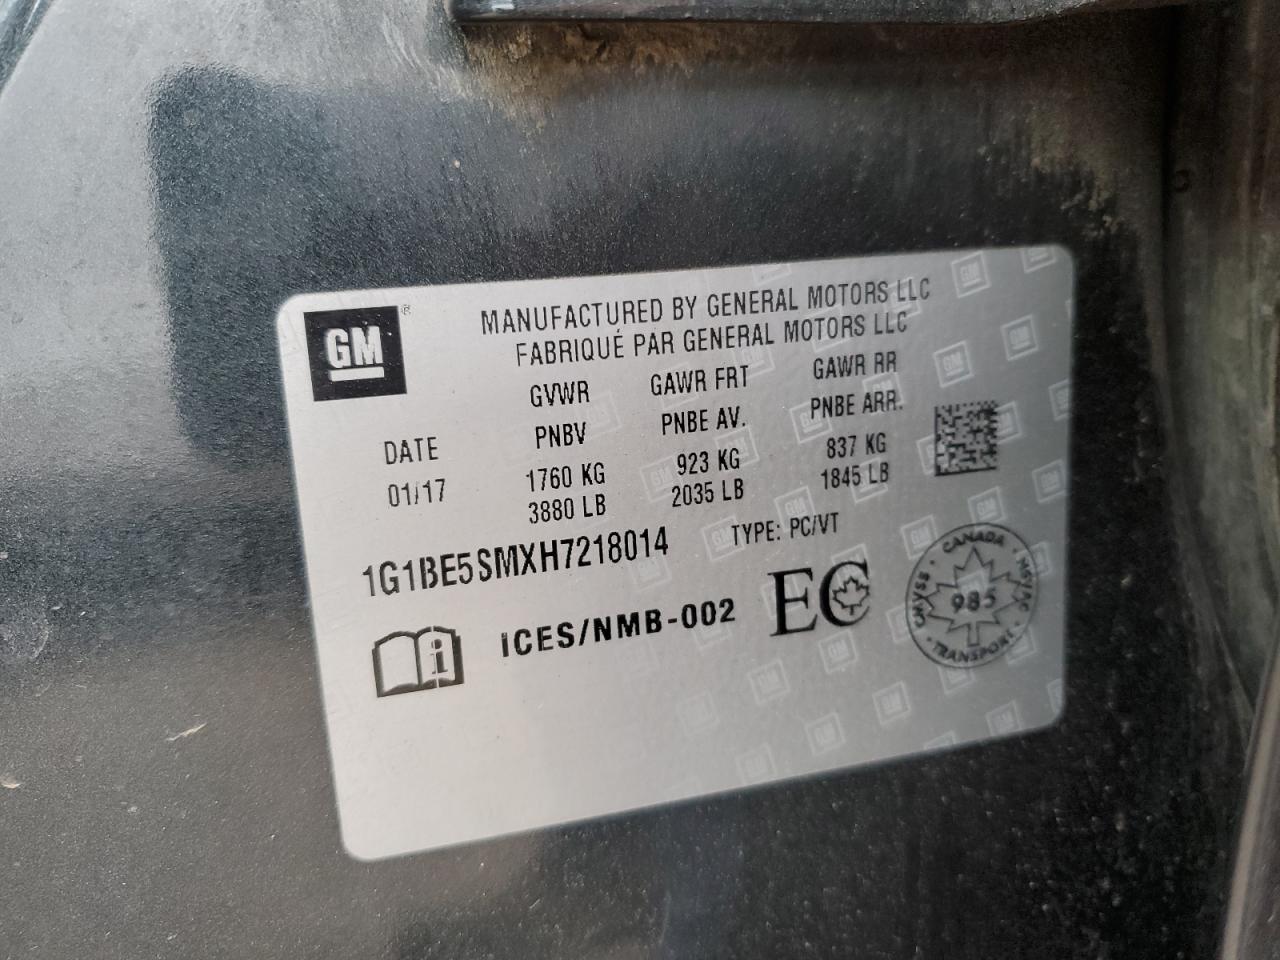 GM®
MANUFACTURED BY GENERAL MOTORS LLC
FABRIQUÉ PAR GENERAL MOTORS LLC
DATE
01/17
GVWR
PNBV
1760 KG
3880 LB
GAWR FRT
PNBE AV.
923 KG
2035 LB
GAWR RR
PNBE ARR.
837 KG
1845 LB
1G1BE5SMXH7218014
TYPE: PC/VT
i
ICES/NMB-002
EC
CANADA
CMVSS • NSVAC
985
TRANSPORT